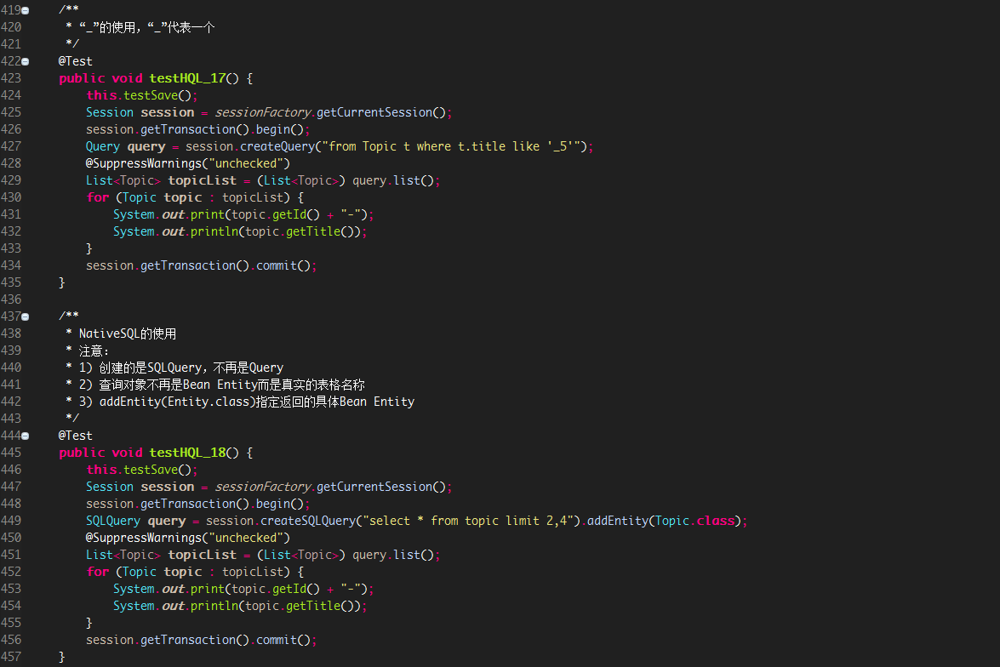 419 /**
420 * “_”的使用，“_”代表一个
421 */
422 @Test
423 public void testHQL_17() {
424 this.testSave();
425 Session session = sessionFactory.getCurrentSession();
426 session.getTransaction().begin();
427 Query query = session.createQuery("from Topic t where t.title like '_5'");
428 @SuppressWarnings("unchecked")
429 List<Topic> topicList = (List<Topic>) query.list();
430 for (Topic topic : topicList) {
431 System.out.print(topic.getId() + "-");
432 System.out.println(topic.getTitle());
433 }
434 session.getTransaction().commit();
435 }
436
437 /**
438 * NativeSQL的使用
439 * 注意：
440 * 1) 创建的是SQLQuery，不再是Query
441 * 2) 查询对象不再是Bean Entity而是真实的表格名称
442 * 3) addEntity(Entity.class)指定返回的具体Bean Entity
443 */
444 @Test
445 public void testHQL_18() {
446 this.testSave();
447 Session session = sessionFactory.getCurrentSession();
448 session.getTransaction().begin();
449 SQLQuery query = session.createSQLQuery("select * from topic limit 2,4").addEntity(Topic.class);
450 @SuppressWarnings("unchecked")
451 List<Topic> topicList = (List<Topic>) query.list();
452 for (Topic topic : topicList) {
453 System.out.print(topic.getId() + "-");
454 System.out.println(topic.getTitle());
455 }
456 session.getTransaction().commit();
457 }